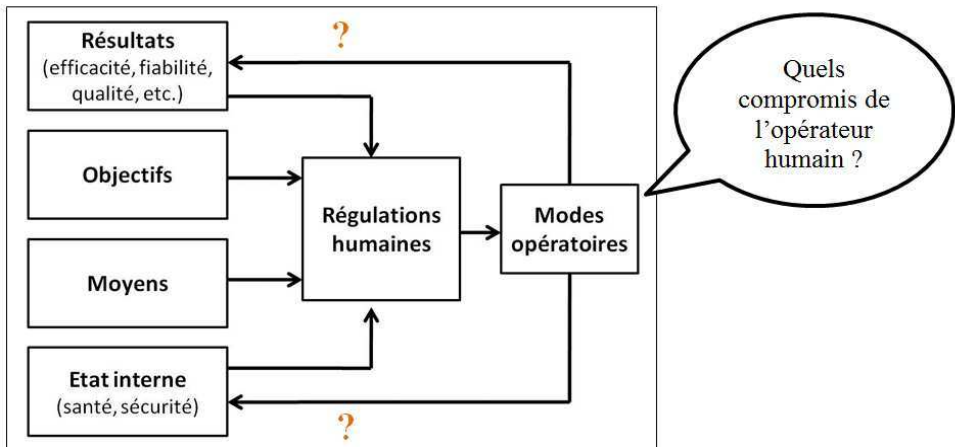 Résultats
(efficacité, fiabilité,
qualité, etc.)
Objectifs
Moyens
Etat interne
(santé, sécurité)
?
Régulations
humaines
Modes
opératoires
?
Quels
compromis de
l’opérateur
humain ?